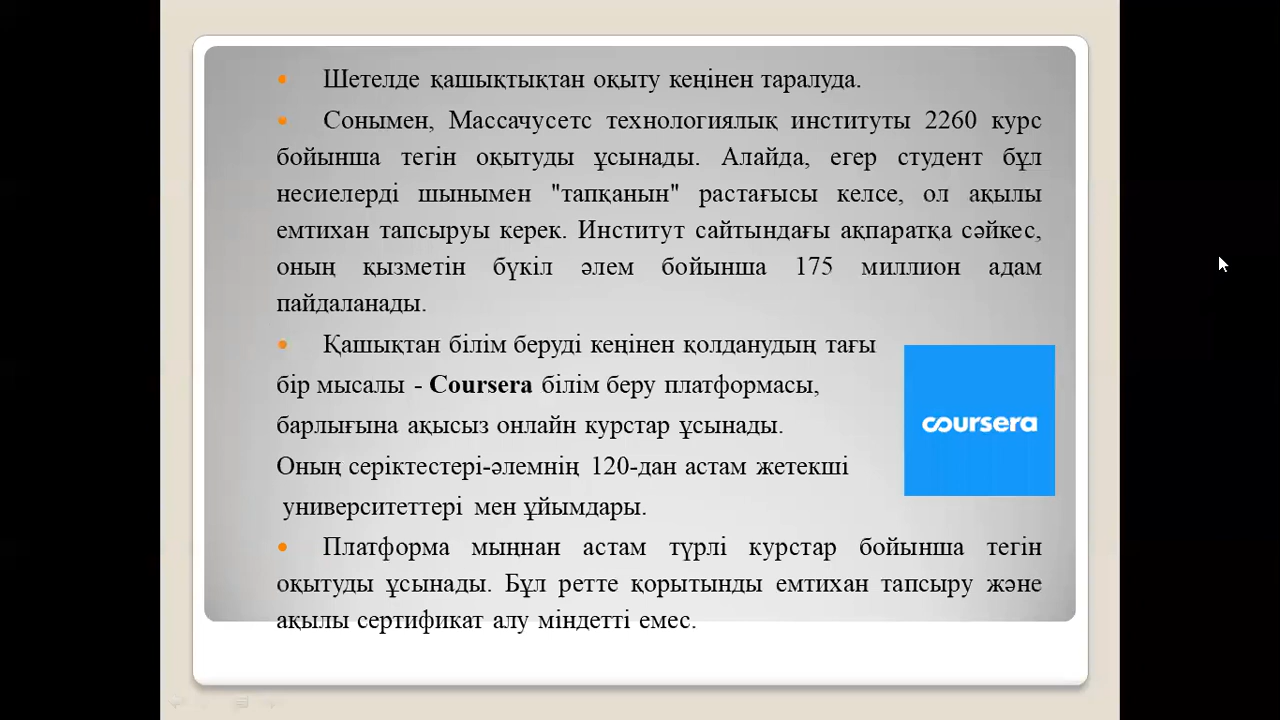 Шетелде қашықтықтан оқыту кеңінен таралуда.
Сонымен, Массачусетс технологиялық институты 2260 курс
бойынша тегін оқытуды ұсынады. Алайда, егер студент бұл
несиелерді шынымен "тапқанын" растағысы келсе, ол ақылы
емтихан тапсыруы керек. Институт сайтындағы ақпаратқа сәйкес,
оның қызметін бүкіл әлем бойынша 175 миллион адам
пайдаланады.
Қашықтан білім беруді кеңінен қолданудың тағы
бір мысалы - Coursera білім беру платформасы,
барлығына ақысыз онлайн курстар ұсынады.
Оның серіктестері-әлемнің 120-дан астам жетекші
университеттері мен ұйымдары.
coursera
Платформа мыңнан астам түрлі курстар бойынша тегін
оқытуды ұсынады. Бұл ретте қорытынды емтихан тапсыру және
ақылы сертификат алу міндетті емес.